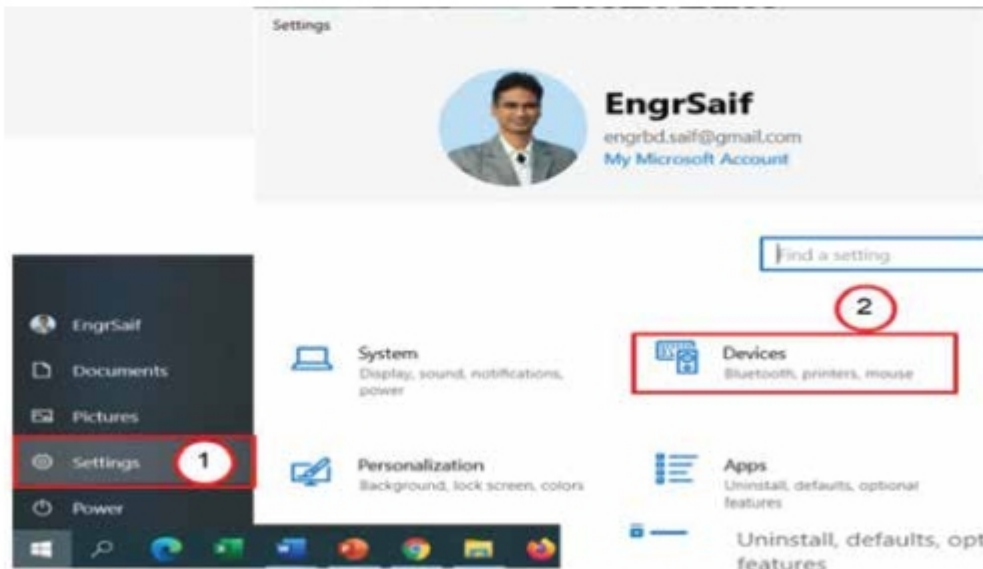 Settings
EngrSaif
engrbd.saif@gmail.com
My Microsoft Account
Find a setting
2
EngrSaif
Documents
Pictures
Settings
1
Power
System
Display, sound, notifications,
power
Devices
Bluetooth, printers, mouse
Personalization
Background, lock screen, colors
Apps
Uninstall, defaults, optional
features
Uninstall, defaults, opt
features